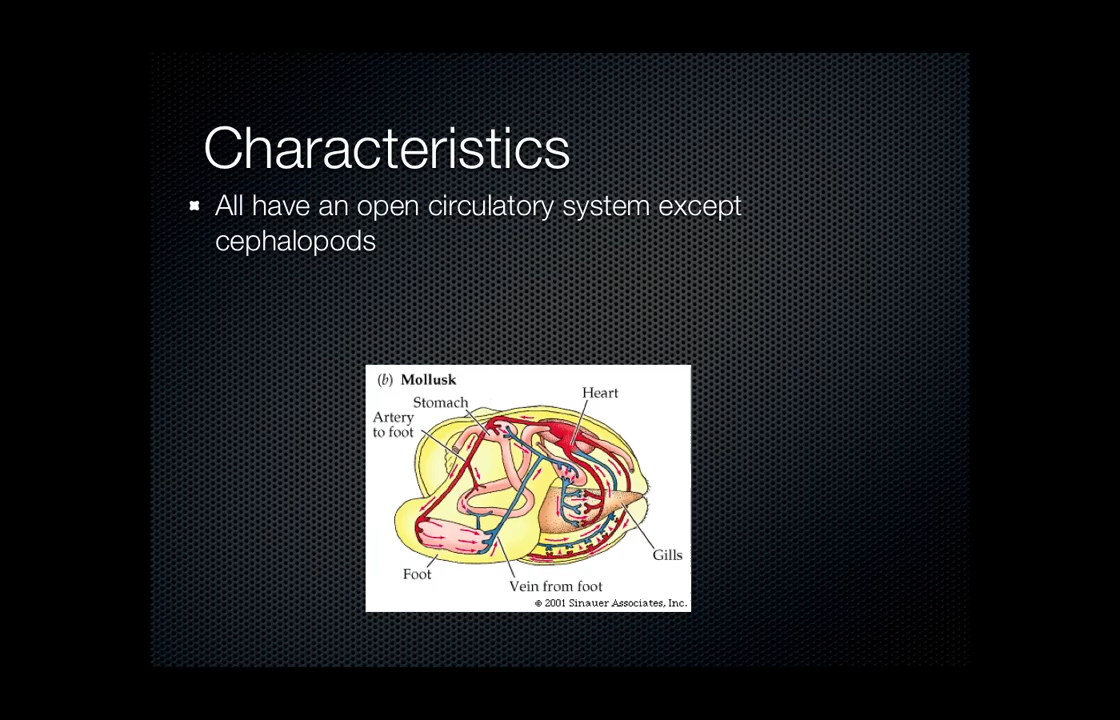 Characteristics
All have an open circulatory system except
cephalopods
(b) Mollusk
Heart
Stomach
Artery
to foot
Gills
Foot
Vein from foot
© 2001 Sinauer Associates, Inc.